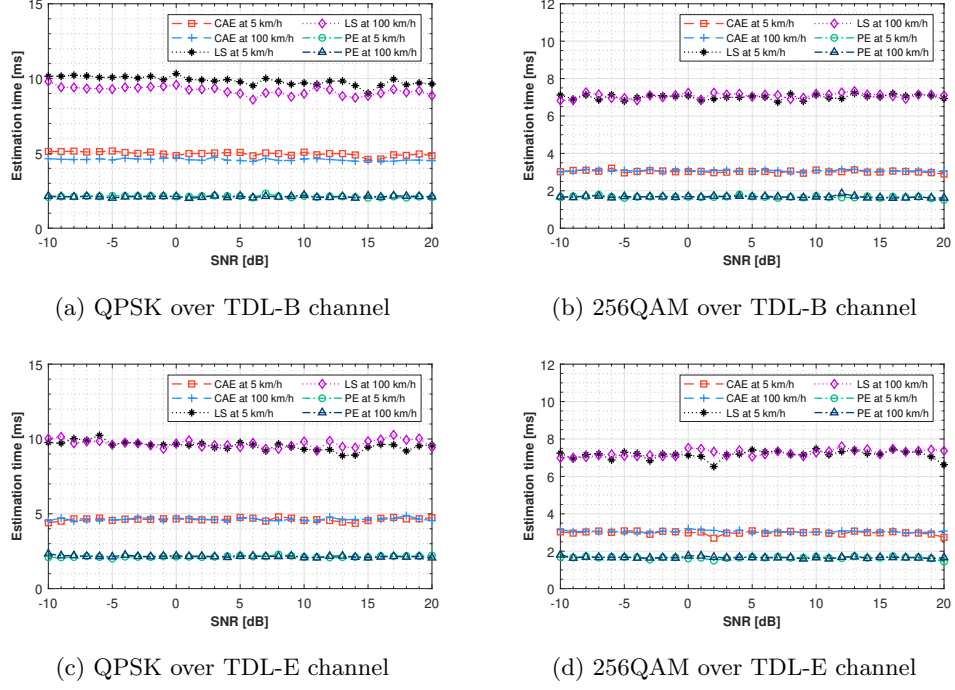 15
10
5
0
Estimation time [ms]
CAE at 5 km/h
CAE at 100 km/h
LS at 5 km/h
LS at 100 km/h
PE at 5 km/h
PE at 100 km/h
-10 -5 0 5 10 15 20
SNR [dB]
(a) QPSK over TDL-B channel
12
10
8
6
4
2
0
Estimation time [ms]
CAE at 5 km/h
CAE at 100 km/h
LS at 5 km/h
LS at 100 km/h
PE at 5 km/h
PE at 100 km/h
-10 -5 0 5 10 15 20
SNR [dB]
(b) 256QAM over TDL-B channel
15
10
5
0
Estimation time [ms]
CAE at 5 km/h
CAE at 100 km/h
LS at 5 km/h
LS at 100 km/h
PE at 5 km/h
PE at 100 km/h
-10 -5 0 5 10 15 20
SNR [dB]
(c) QPSK over TDL-E channel
12
10
8
6
4
2
0
Estimation time [ms]
CAE at 5 km/h
CAE at 100 km/h
LS at 5 km/h
LS at 100 km/h
PE at 5 km/h
PE at 100 km/h
-10 -5 0 5 10 15 20
SNR [dB]
(d) 256QAM over TDL-E channel